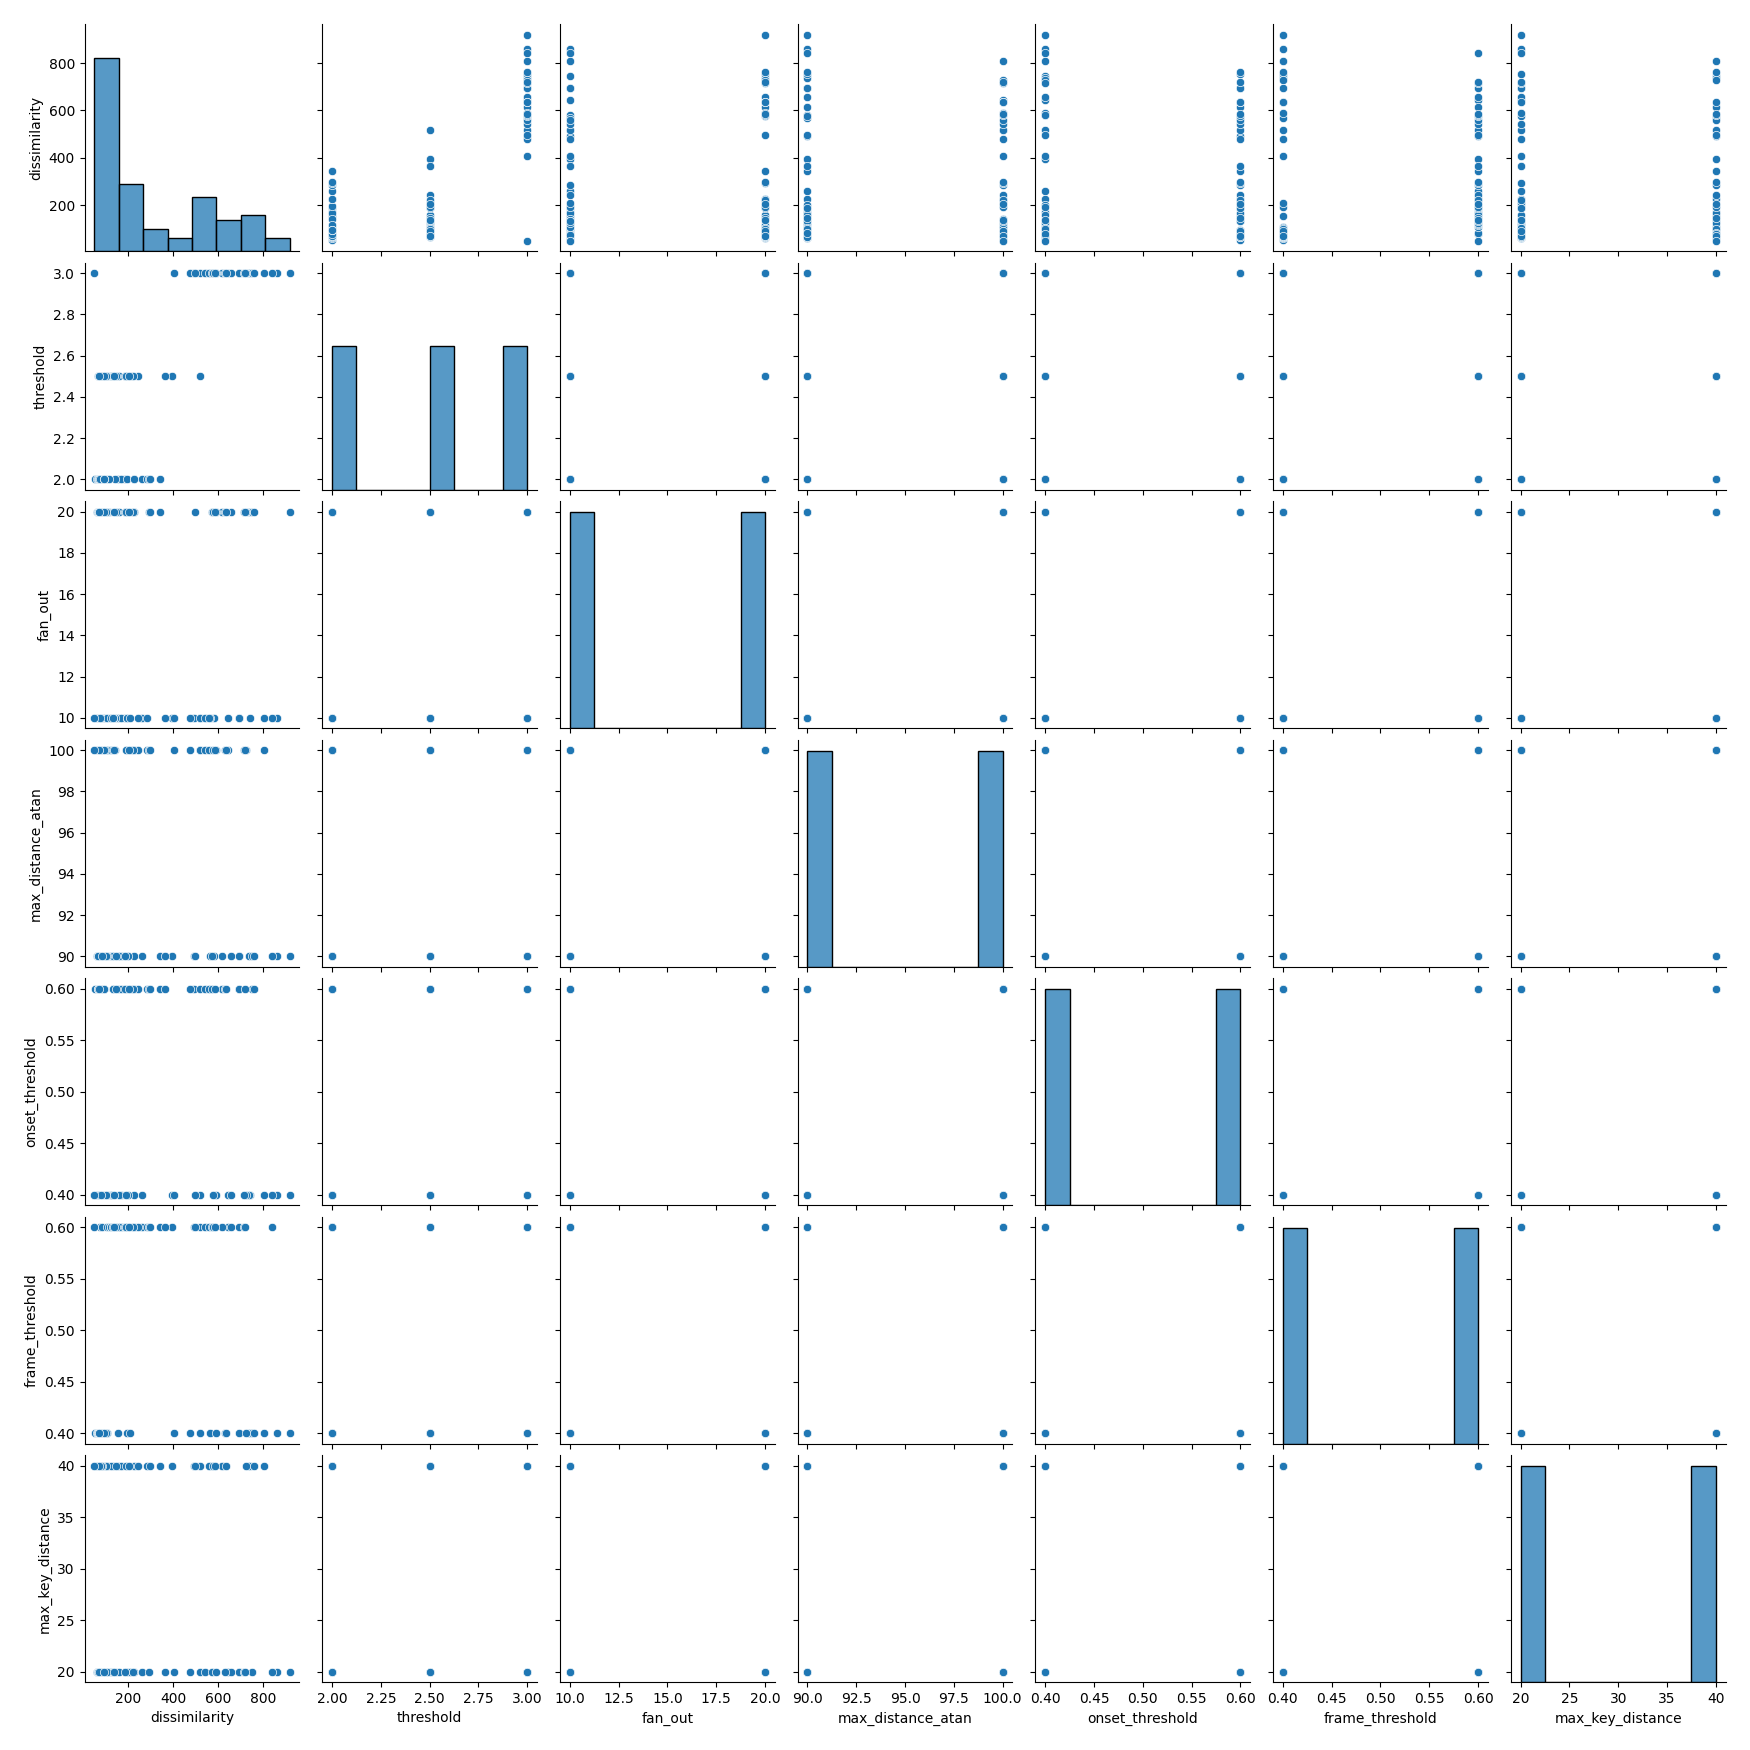 800
600
400
200
dissimilarity
3.0
2.8
2.6
2.4
2.2
2.0
threshold
20
18
16
14
12
10
fan_out
100
98
96
94
92
90
max_distance_atan
0.60
0.55
0.50
0.45
0.40
onset_threshold
0.60
0.55
0.50
0.45
0.40
frame_threshold
40
35
30
25
20
max_key_distance
200 400 600 800
2.00 2.25 2.50 2.75 3.00
10.0 12.5 15.0 17.5 20.0
90.0 92.5 95.0 97.5 100.0
0.40 0.45 0.50 0.55 0.60
0.40 0.45 0.50 0.55 0.60
20 25 30 35 40
dissimilarity
threshold
fan_out
max_distance_atan
onset_threshold
frame_threshold
max_key_distance